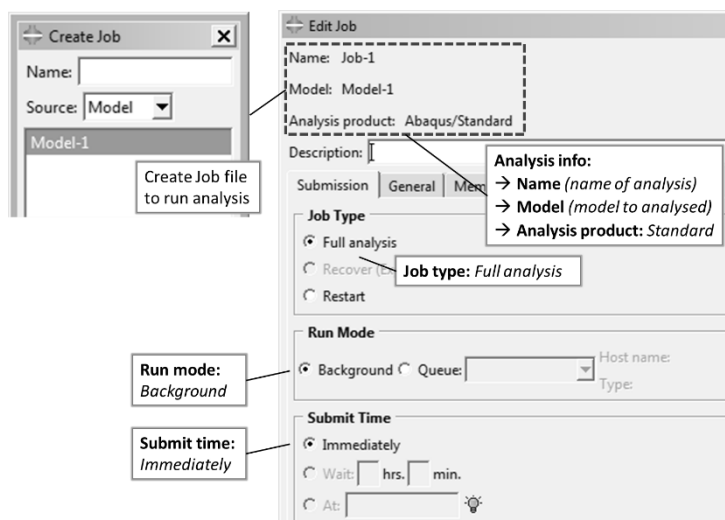 Create Job
Name:
Source: Model
Model-1
Create Job file
to run analysis
Edit Job
Name: Job-1
Model: Model-1
Analysis product: Abaqus/Standard
Description:
Analysis info:
→ Name (name of analysis)
→ Model (model to analysed)
→ Analysis product: Standard
Submission General
Job Type
Full analysis
Recover
Job type: Full analysis
Restart
Run Mode
Run mode:
Background
Background Queue: Host name:
Type:
Submit Time
Submit time:
Immediately
Immediately
Wait: hrs. min.
At: